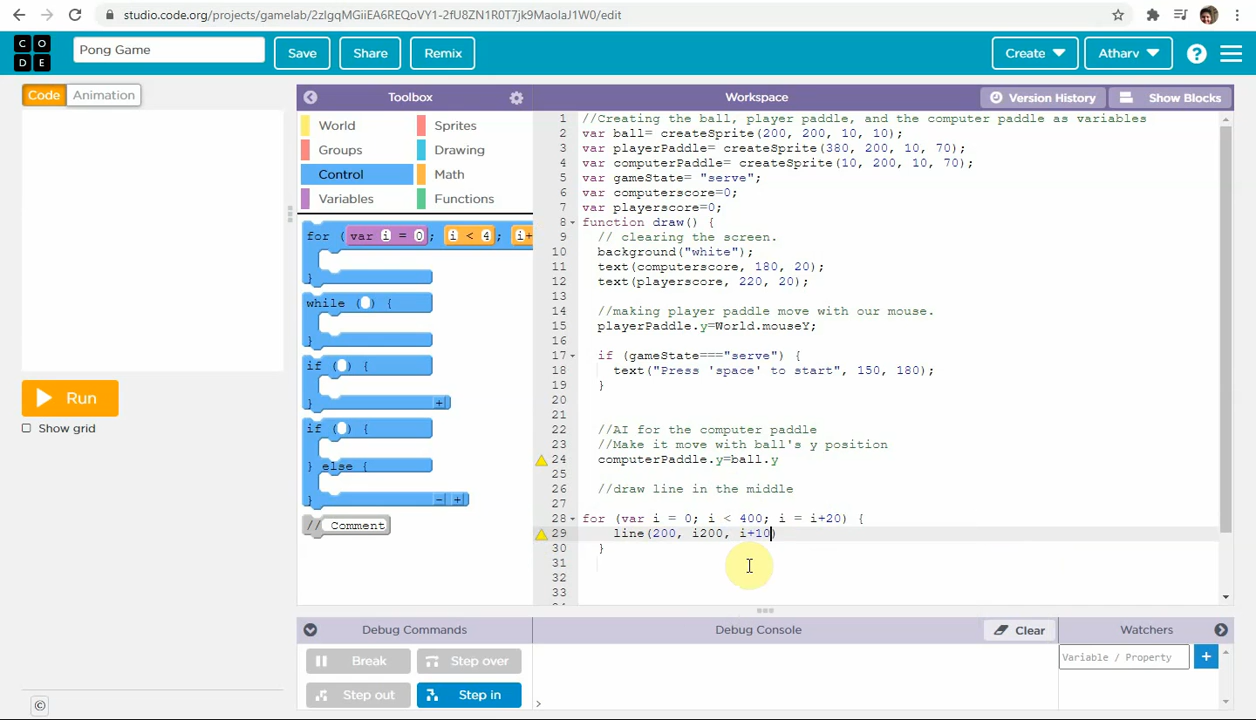 studio.code.org/projects/gamelab/2zIgqMGiiEA6REQoVY1-2fU8ZN1R0T7jk9MaolaJ1W0/edit
C O
D E
Pong Game
Save
Share
Remix
Create
Atharv
?
Code
Animation
Toolbox
Workspace
Version History
Show Blocks
World
Sprites
Groups
Drawing
Control
Math
Variables
Functions
for ( var i = 0; i < 4; i+
}
while ( ) {
}
if ( ) {
} +
if ( ) {
} else {
} - +
// Comment
Run
Show grid
1 //Creating the ball, player paddle, and the computer paddle as variables
2 var ball= createSprite(200, 200, 10, 10);
3 var playerPaddle= createSprite(380, 200, 10, 70);
4 var computerPaddle= createSprite(10, 200, 10, 70);
5 var gameState= "serve";
6 var computerscore=0;
7 var playerscore=0;
8 function draw() {
9 // clearing the screen.
10 background("white");
11 text(computerscore, 180, 20);
12 text(playerscore, 220, 20);
13
14 //making player paddle move with our mouse.
15 playerPaddle.y=World.mouseY;
16
17 if (gameState==="serve") {
18 text("Press 'space' to start", 150, 180);
19 }
20
21
22 //AI for the computer paddle
23 //Make it move with ball's y position
24 computerPaddle.y=ball.y
25
26 //draw line in the middle
27
28 for (var i = 0; i < 400; i = i+20) {
29 line(200, i200, i+10)
30 }
31
32
33
Debug Commands
Debug Console
Clear
Watchers
Break
Step over
Step out
Step in
Variable / Property
+
>
©